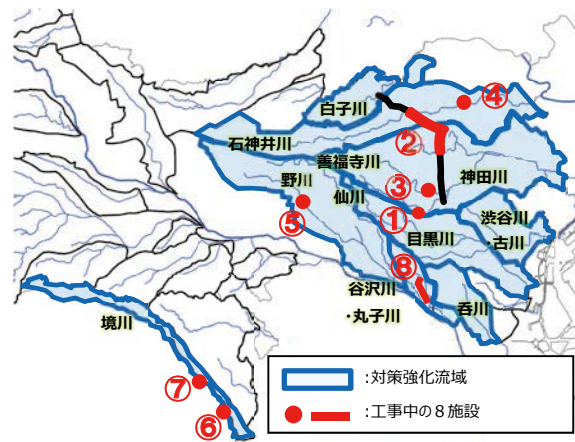 ④
白子川
石神井川
②
善福寺川
神田川
野川
③
仙川
⑤
①
渋谷川
・古川
目黒川
⑧
谷沢川
・丸子川
呑川
境川
⑦
⑥
:対策強化流域
:工事中の８施設